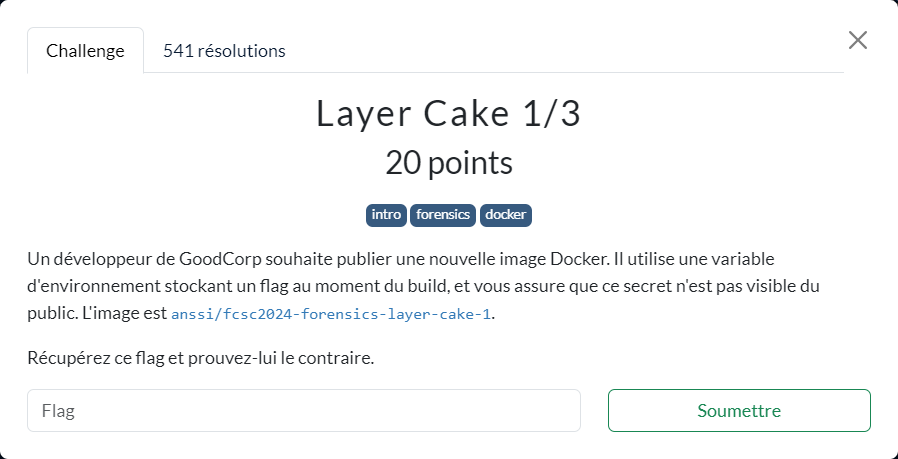 Challenge
541 résolutions
Layer Cake 1/3
20 points
intro forensics docker
Un développeur de GoodCorp souhaite publier une nouvelle image Docker. Il utilise une variable
d'environnement stockant un flag au moment du build, et vous assure que ce secret n'est pas visible du
public. L'image est anssi/fcsc2024-forensics-layer-cake-1.
Récupérez ce flag et prouvez-lui le contraire.
Flag
Soumettre